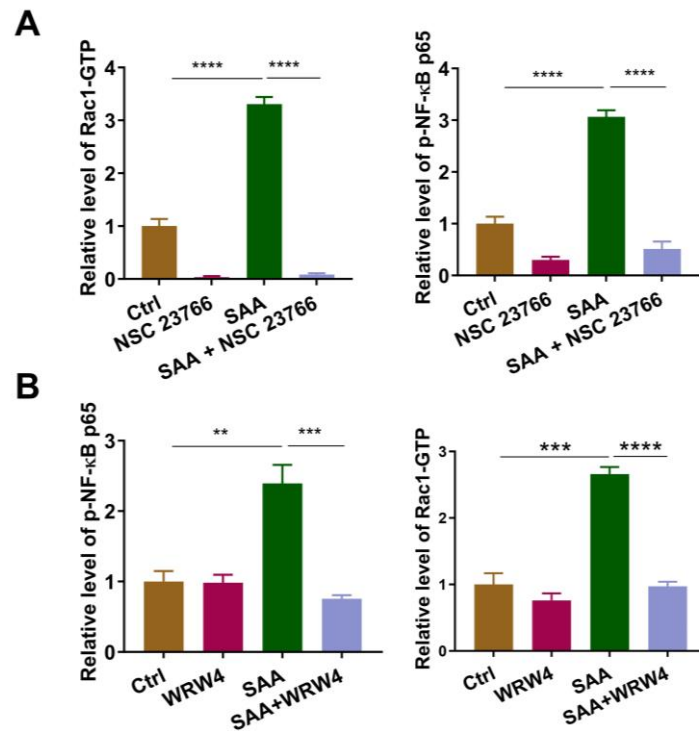 A
Relative level of Rac1-GTP
4
3
2
1
0
**** ****
Ctrl
NSC 23766
SAA
SAA + NSC 23766
Relative level of p-NF-κB p65
4
3
2
1
0
**** ****
Ctrl
NSC 23766
SAA
SAA + NSC 23766
B
Relative level of p-NF-κB p65
3
2
1
0
** ***
Ctrl
WRW4
SAA
SAA+WRW4
Relative level of Rac1-GTP
3
2
1
0
*** ****
Ctrl
WRW4
SAA
SAA+WRW4